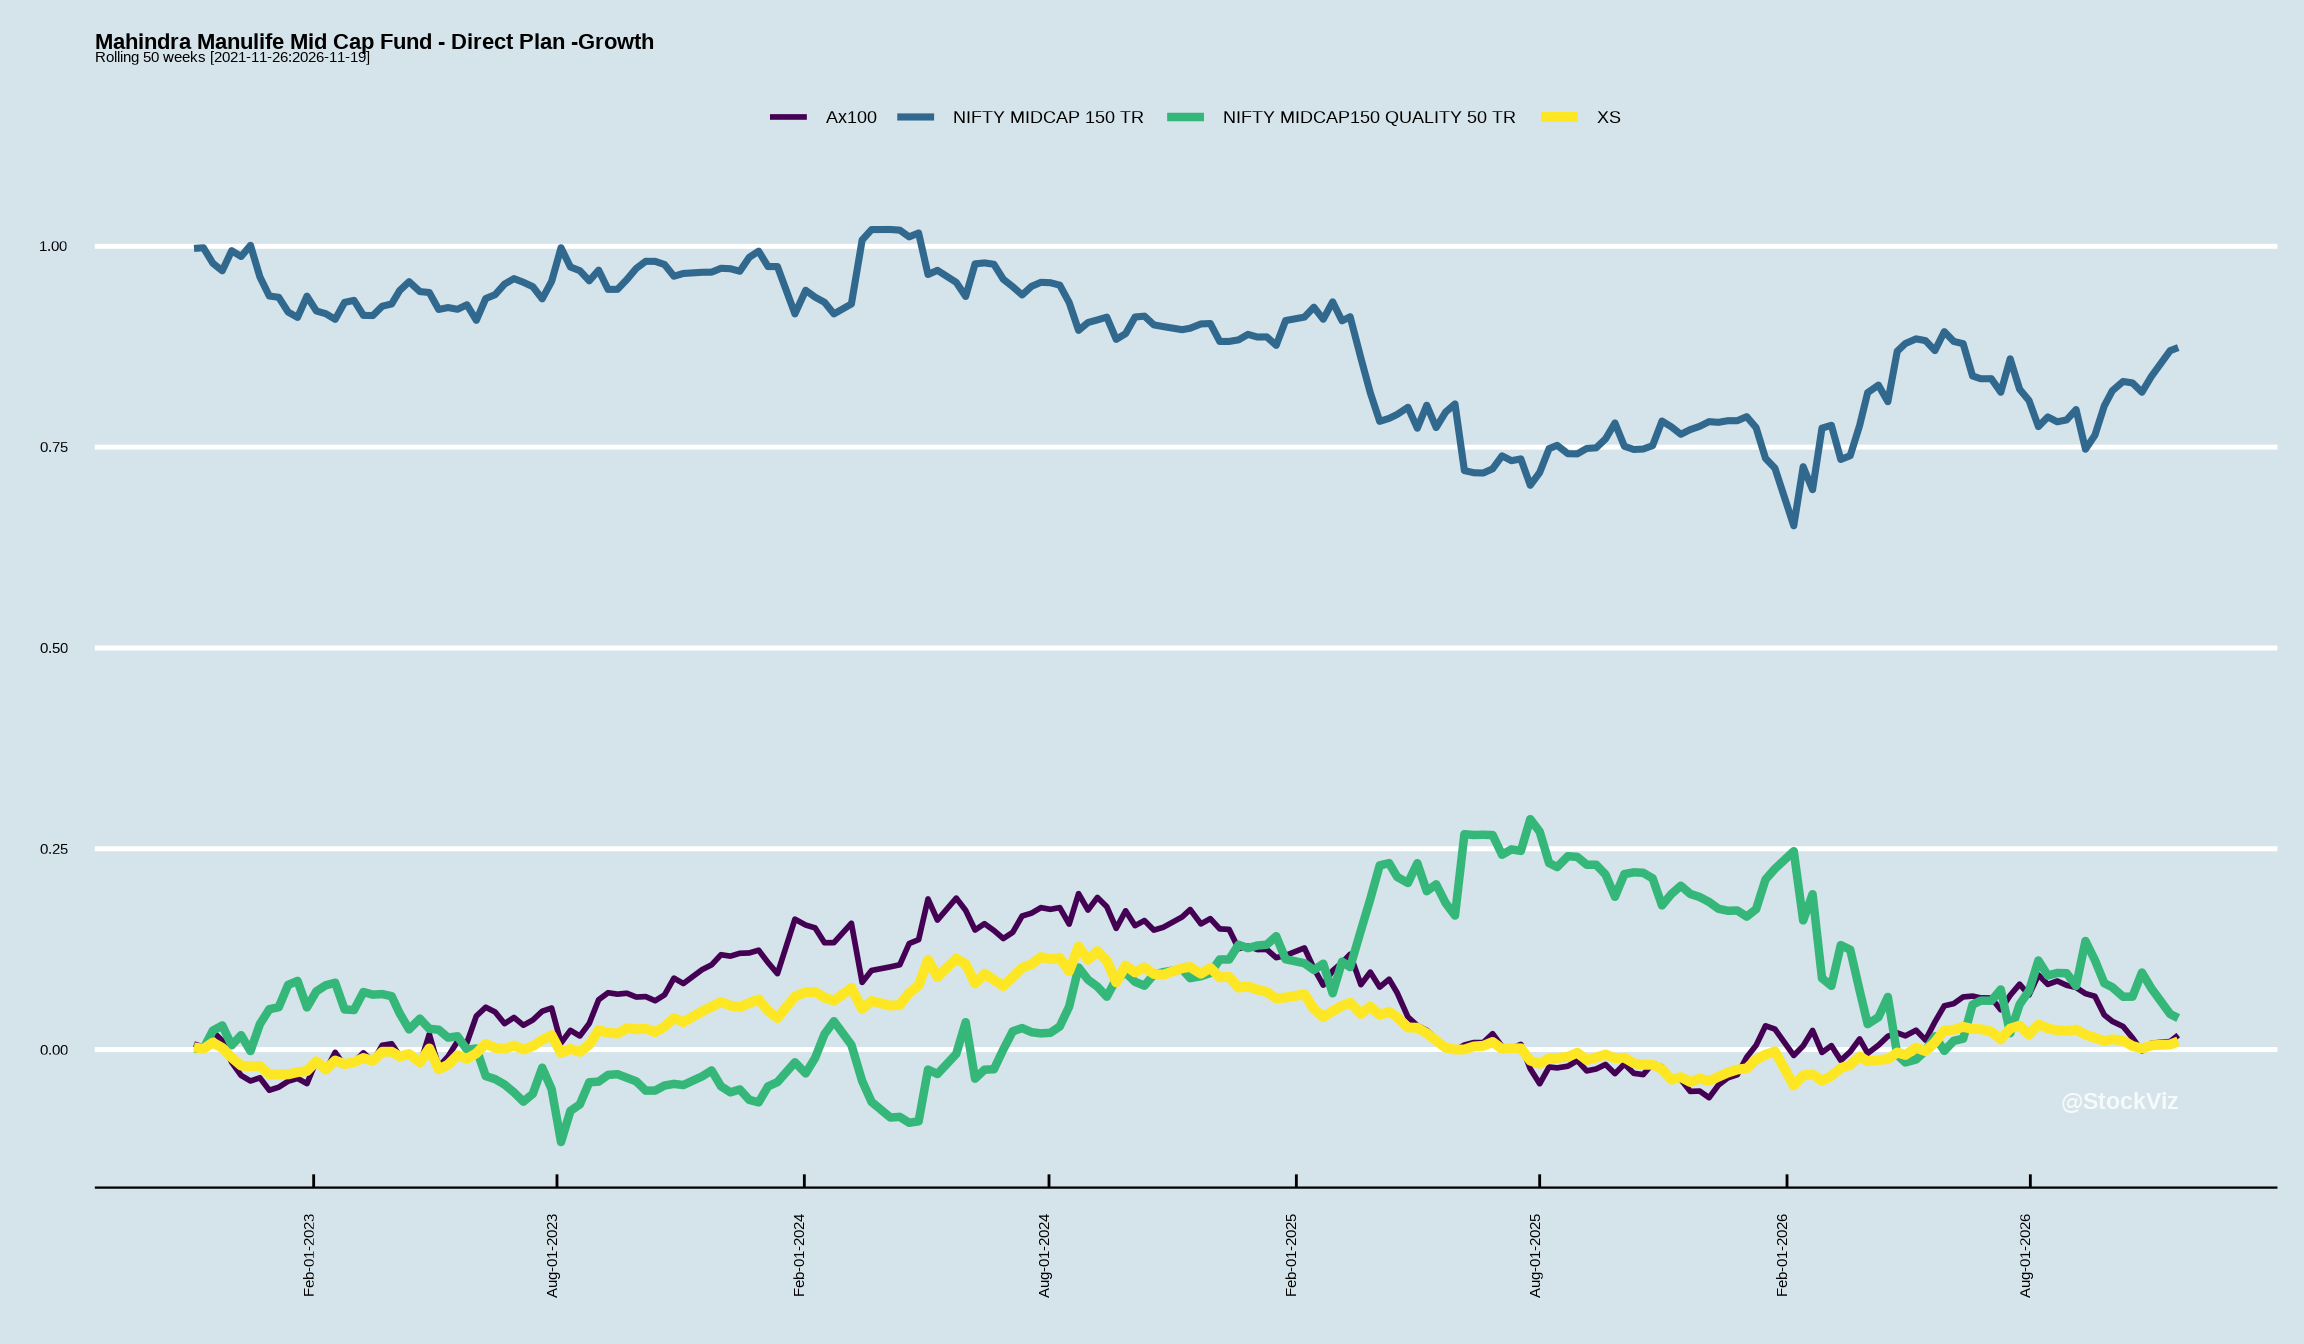 Mahindra Manulife Mid Cap Fund - Direct Plan -Growth
Rolling 50 weeks [2021-11-26:2026-11-19]
Ax100 NIFTY MIDCAP 150 TR NIFTY MIDCAP150 QUALITY 50 TR XS
1.00
0.75
0.50
0.25
0.00
@StockViz
Feb-01-2023 Aug-01-2023 Feb-01-2024 Aug-01-2024 Feb-01-2025 Aug-01-2025 Feb-01-2026 Aug-01-2026